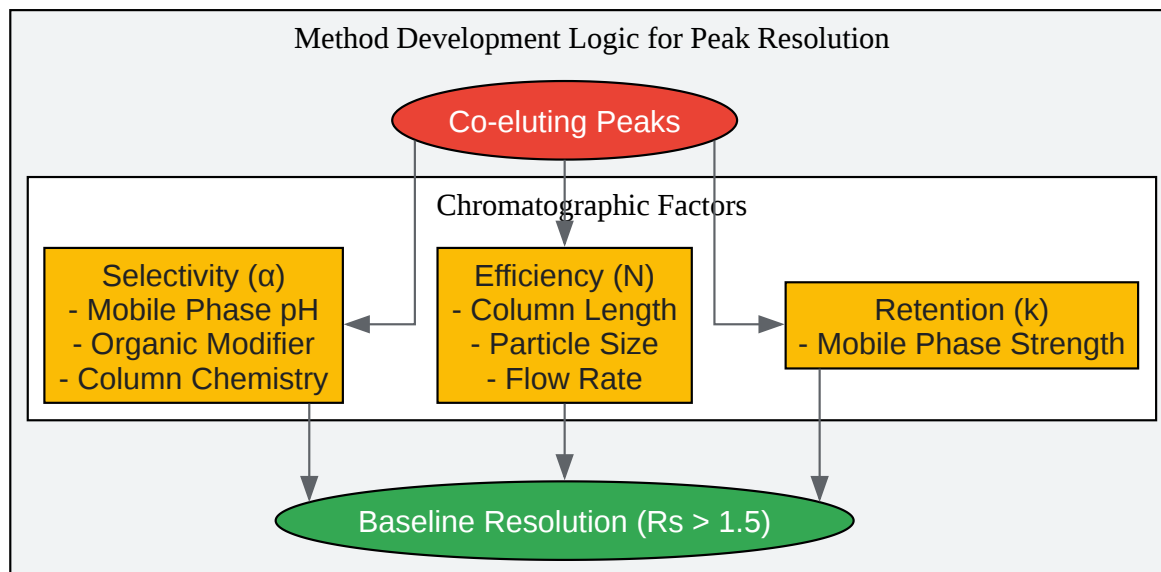 Method Development Logic for Peak Resolution
Co-eluting Peaks
Chromatographic Factors
Selectivity (α)
- Mobile Phase pH
- Organic Modifier
- Column Chemistry
Efficiency (N)
- Column Length
- Particle Size
- Flow Rate
Retention (k)
- Mobile Phase Strength
Baseline Resolution (Rs > 1.5)